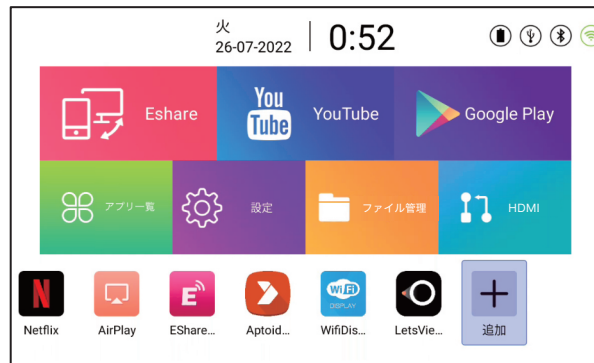 火
26-07-2022
0:52
Eshare
You
Tube
YouTube
Google Play
アプリ一覧
設定
ファイル管理
HDMI
N
E
WiFi
DISPLAY
Netflix
AirPlay
EShare...
Aptoid...
WifiDis...
LetsVie...
追加